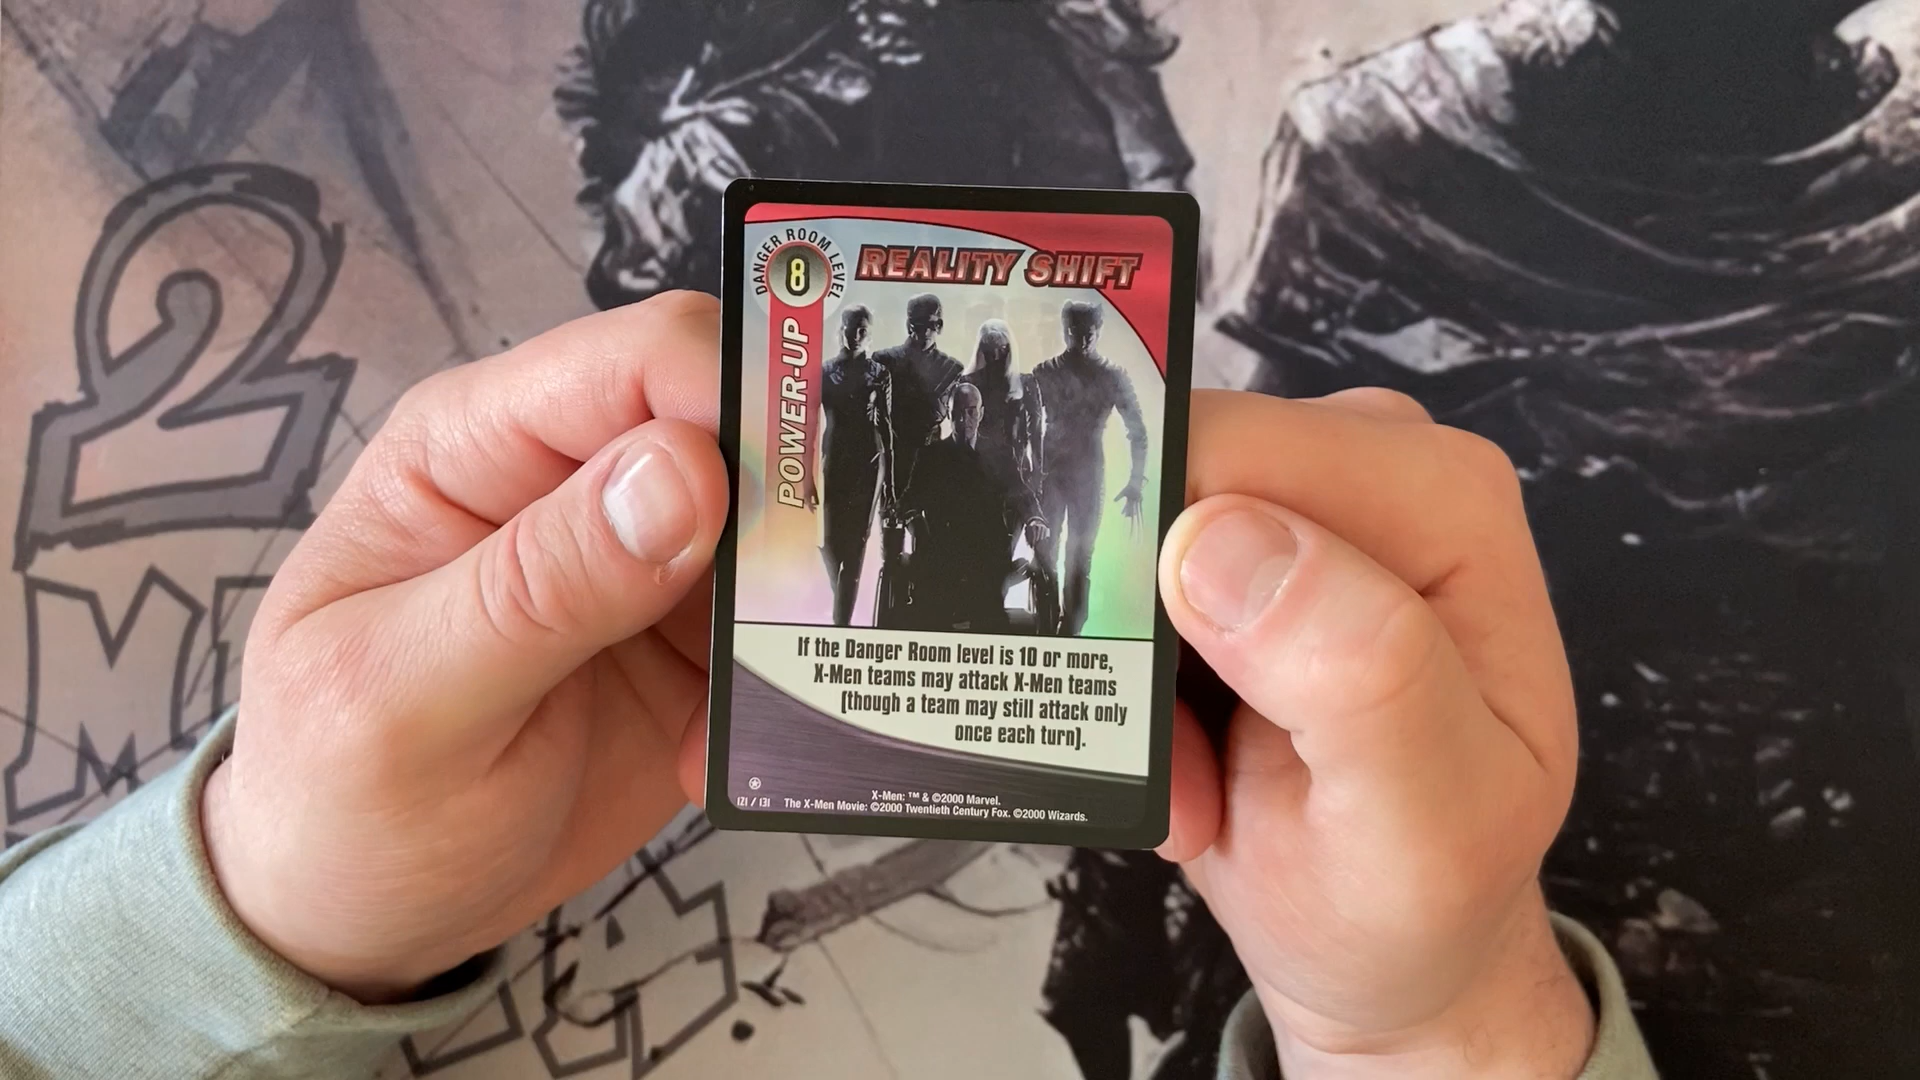 DANGER ROOM LEVEL
8
REALITY SHIFT
POWER-UP
If the Danger Room level is 10 or more,
X-Men teams may attack X-Men teams
(though a team may still attack only
once each turn).
121 / 131
X-Men: ™ & ©2000 Marvel.
The X-Men Movie: ©2000 Twentieth Century Fox. ©2000 Wizards.
2